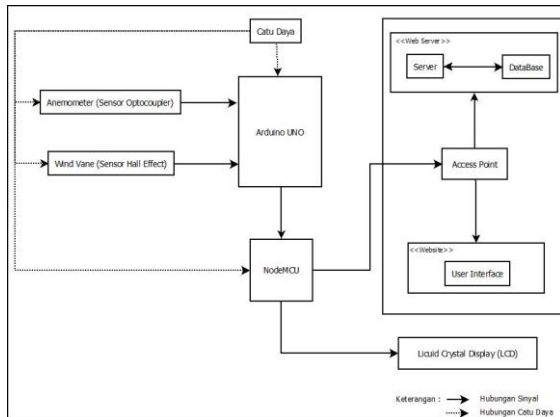 Catu Daya
<<Web Server>>
Server
DataBase
Anemometer (Sensor Optocoupler)
Arduino UNO
Wind Vane (Sensor Hall Effect)
Access Point
<<Website>>
User Interface
NodeMCU
Licuid Crystal Display (LCD)
Keterangan : Hubungan Sinyal
Hubungan Catu Daya